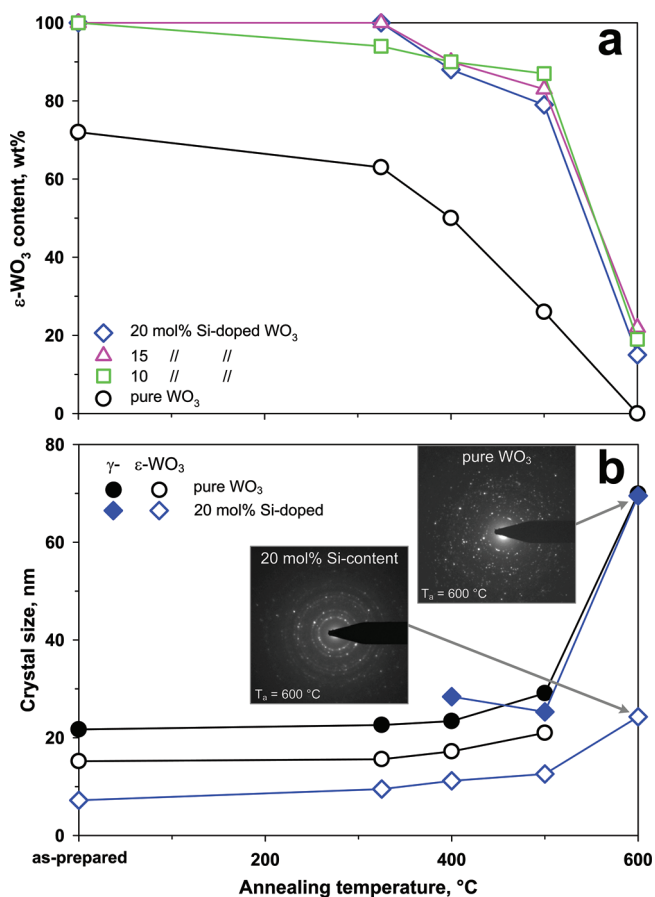 a
100
80
60
40
20
0
ε-WO₃ content, wt%
20 mol% Si-doped WO₃
15 // //
10 // //
pure WO₃
b
80
60
40
20
0
Crystal size, nm
γ- ε-WO₃
pure WO₃
20 mol% Si-doped
pure WO₃
Tₐ = 600 °C
20 mol% Si-content
Tₐ = 600 °C
as-prepared 200 400 600
Annealing temperature, °C